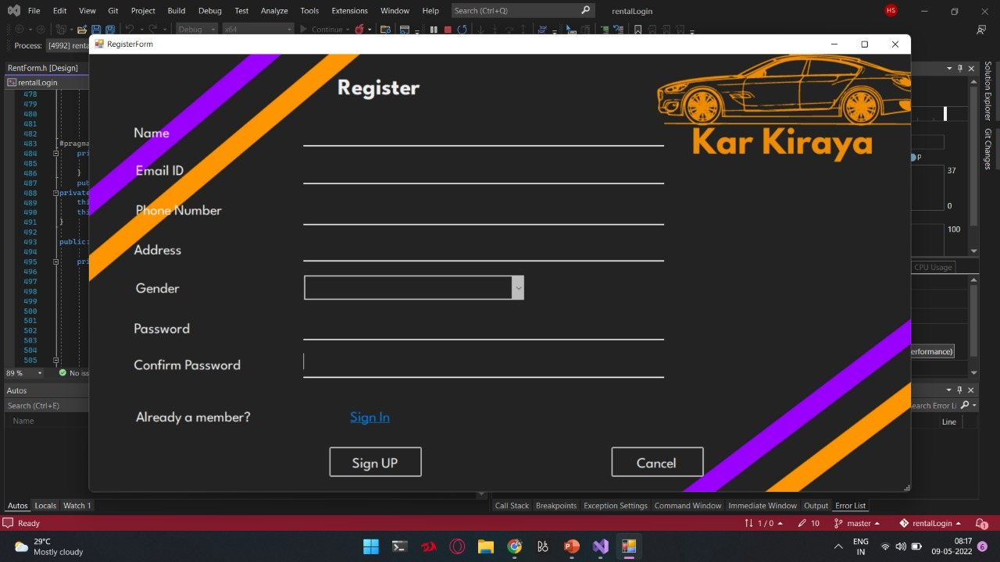 File Edit View Git Project Build Debug Test Analyze Tools Extensions Window Help Search (Ctrl+Q) rentalLogin HS
Debug x64 Continue
Process: [4992] renta
RegisterForm
RentForm.h [Design]
rentalLogin
478
479
480
481
482
483 #pragma
484 pri
485
486 }
487 pub
488 private
489 thi
490 thi
491 }
492
493 public:
494
495 pri
496
497
498
499
500
501
502
503
504
505
89 % No iss
Register
Kar Kiraya
Name
Email ID
Phone Number
Address
Gender
Password
Confirm Password
Already a member? Sign In
Sign UP Cancel
Solution Explorer
Git Changes
P
37
0
100
CPU Usage
erformance)
Autos
Search (Ctrl+E)
Name
earch Error Li
Line
Autos Locals Watch 1
Call Stack Breakpoints Exception Settings Command Window Immediate Window Output Error List
Ready 1 / 0 10 master rentalLogin 1
29°C
Mostly cloudy
ENG
IN
08:17
09-05-2022
6